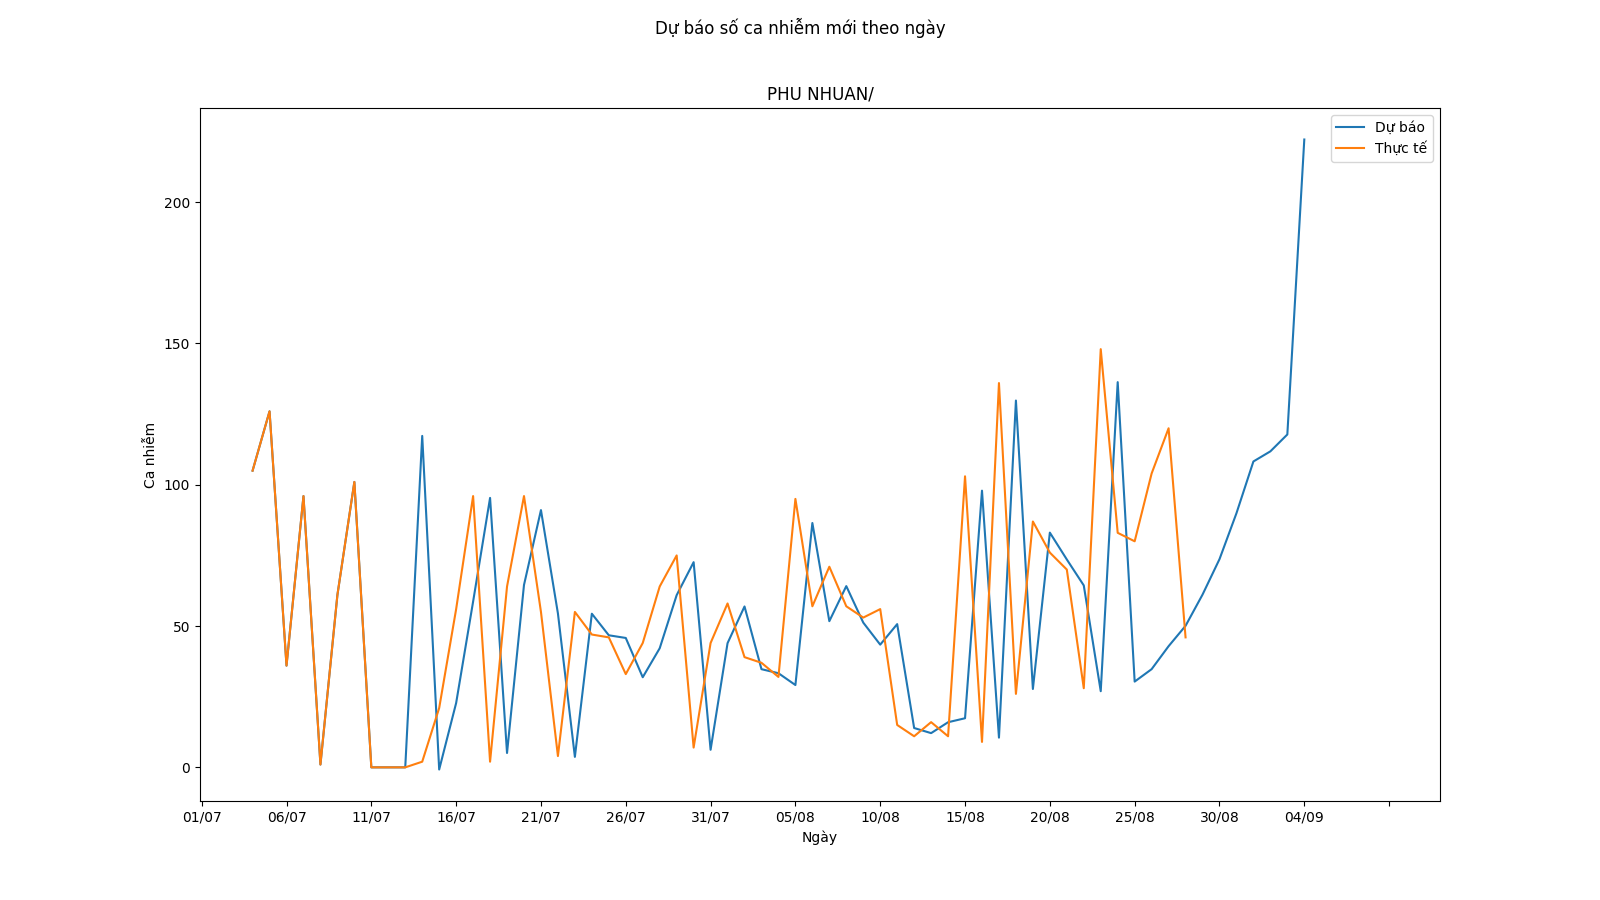 Dự báo số ca nhiễm mới theo ngày
PHU NHUAN/
Dự báo
Thực tế
200
150
100
50
0
Ca nhiễm
01/07 06/07 11/07 16/07 21/07 26/07 31/07 05/08 10/08 15/08 20/08 25/08 30/08 04/09
Ngày